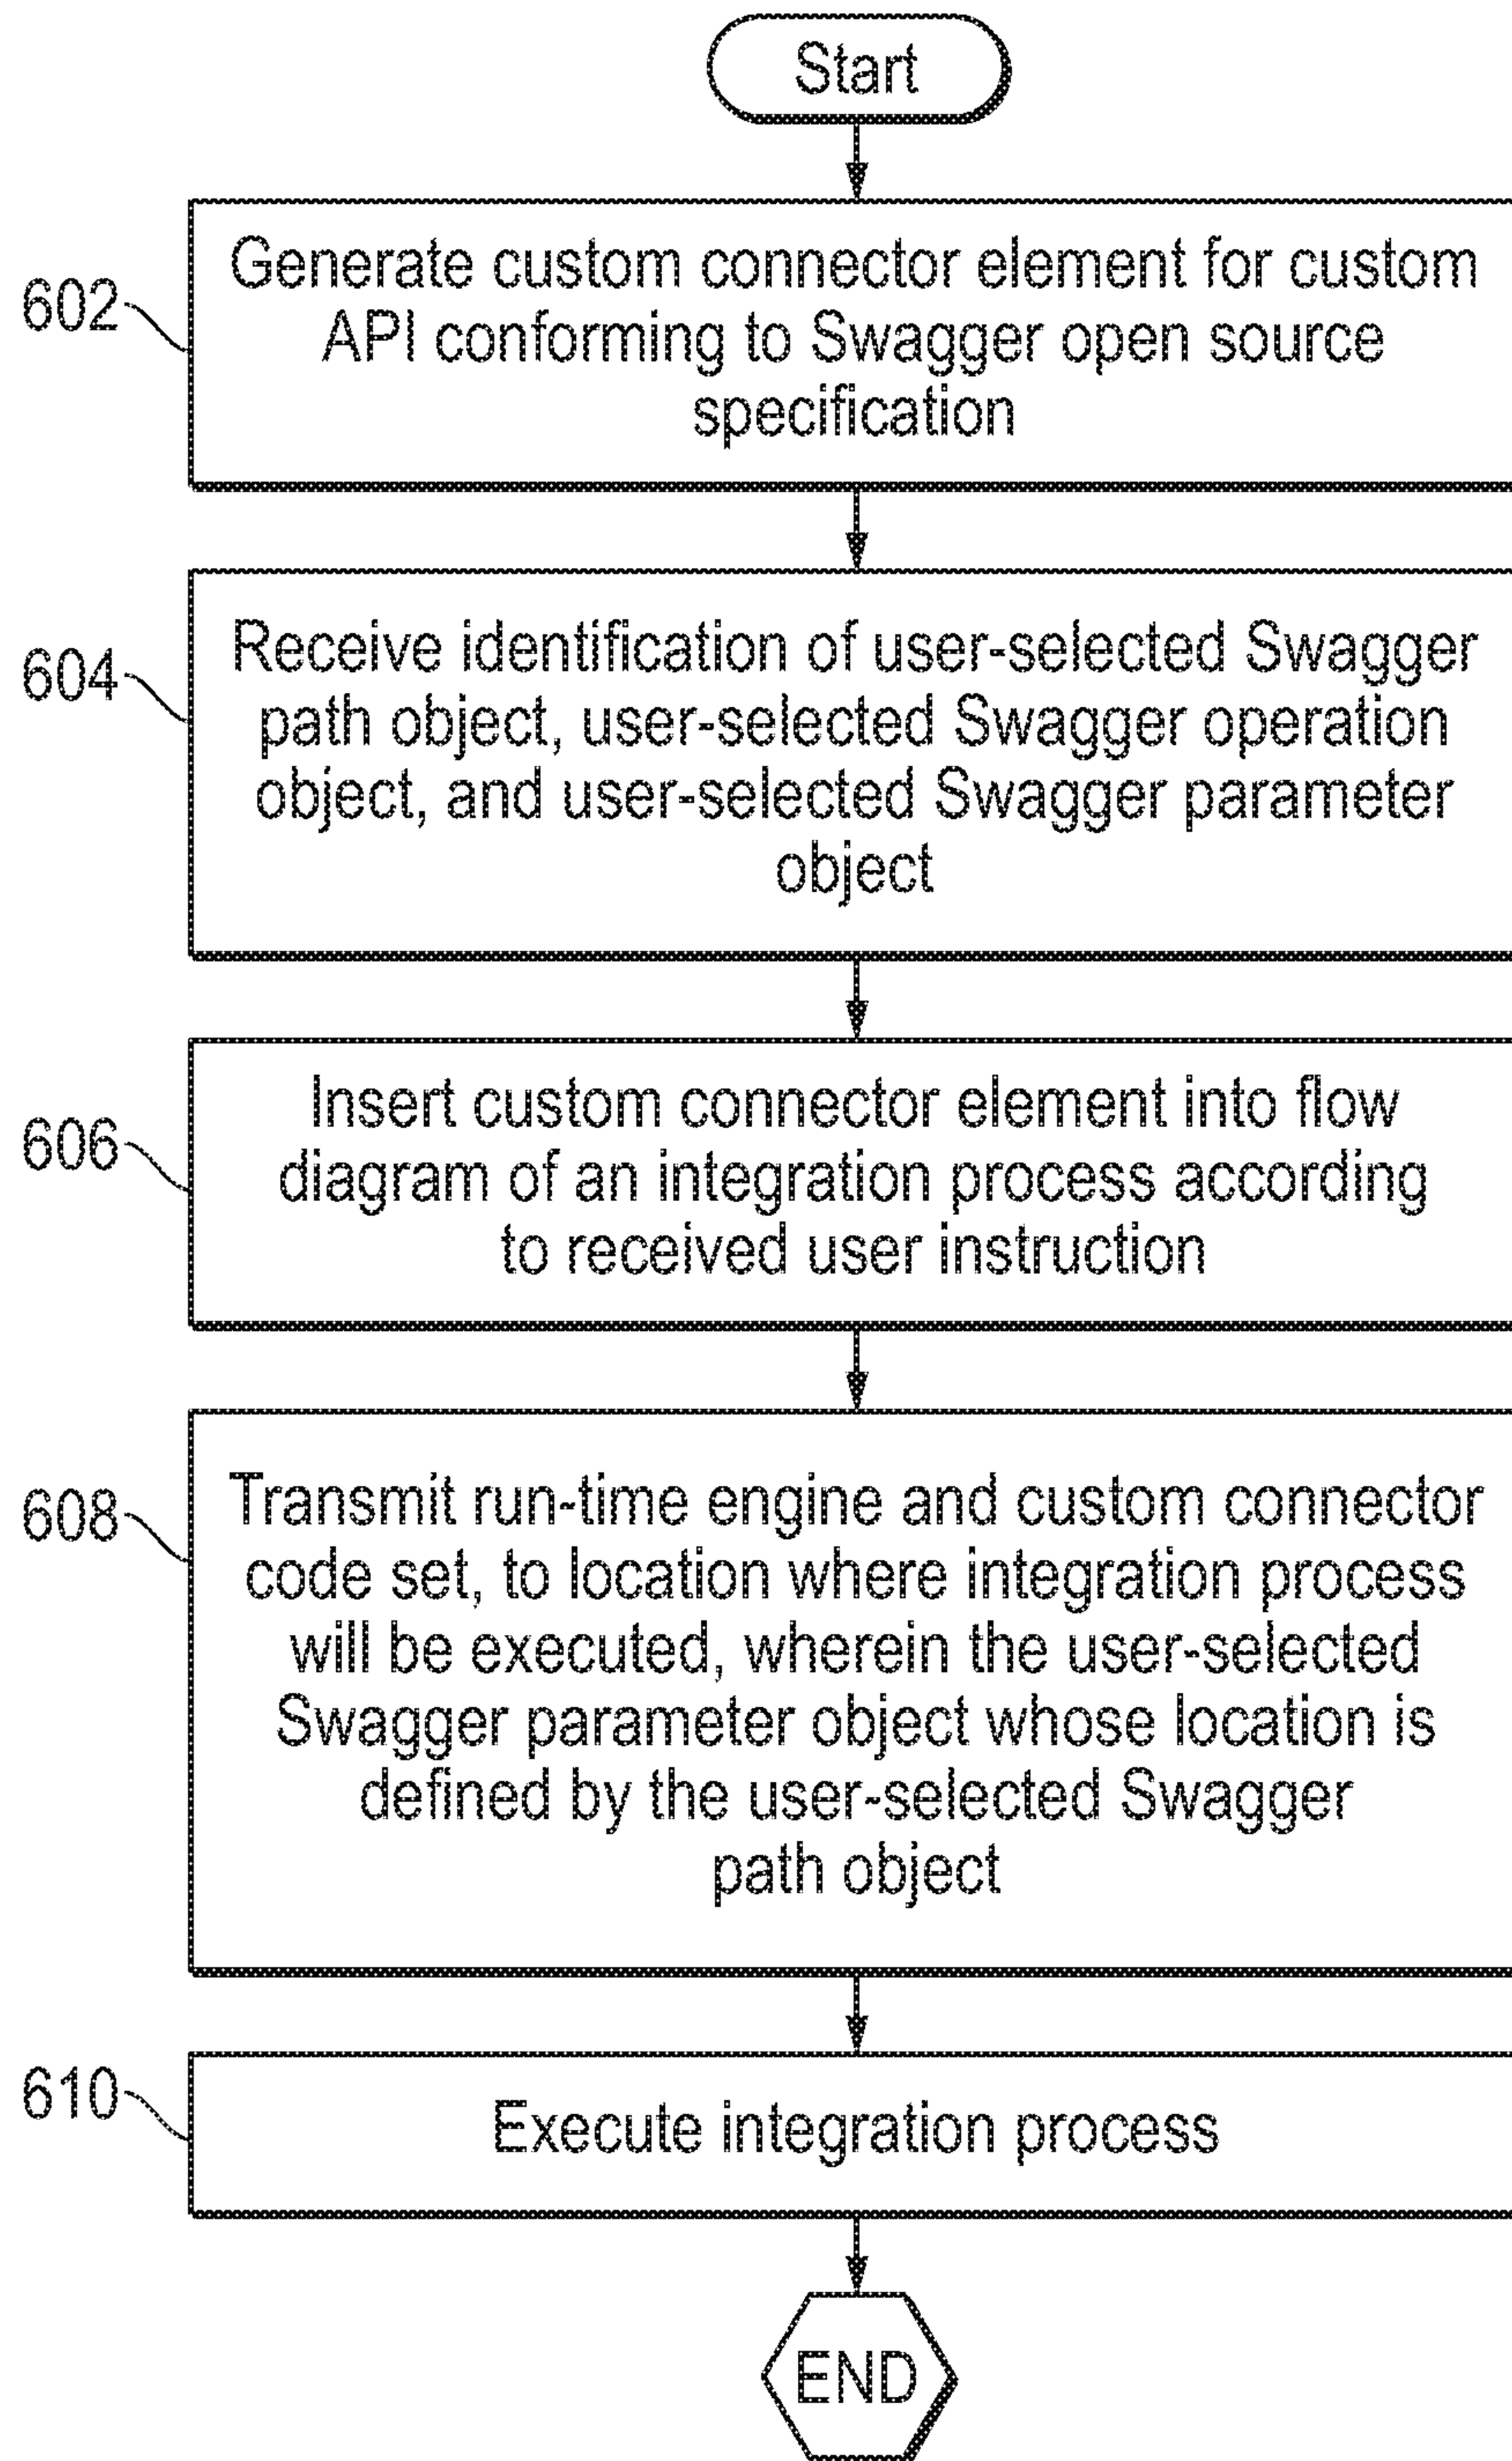 Start
602
Generate custom connector element for custom
API conforming to Swagger open source
specification
604
Receive identification of user-selected Swagger
path object, user-selected Swagger operation
object, and user-selected Swagger parameter
object
606
Insert custom connector element into flow
diagram of an integration process according
to received user instruction
608
Transmit run-time engine and custom connector
code set, to location where integration process
will be executed, wherein the user-selected
Swagger parameter object whose location is
defined by the user-selected Swagger
path object
610
Execute integration process
END